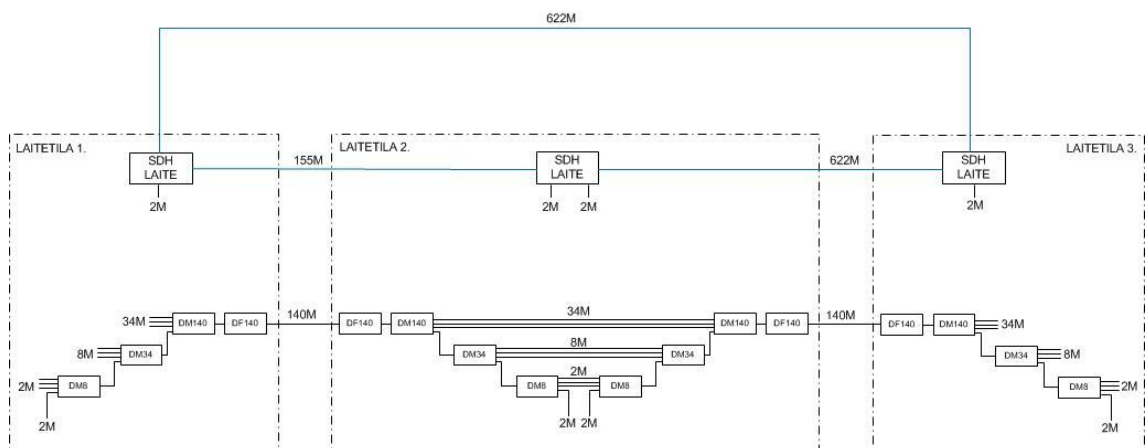 622M
LAITETILA 1.
LAITETILA 2.
LAITETILA 3.
SDH
LAITE
155M
SDH
LAITE
622M
SDH
LAITE
2M
2M
2M
2M
34M
DM140
DF140
140M
DF140
DM140
34M
DM140
DF140
140M
DF140
DM140
34M
8M
DM34
DM34
8M
DM34
DM34
8M
2M
DM8
DM8
2M
DM8
DM8
2M
2M
2M
2M
2M